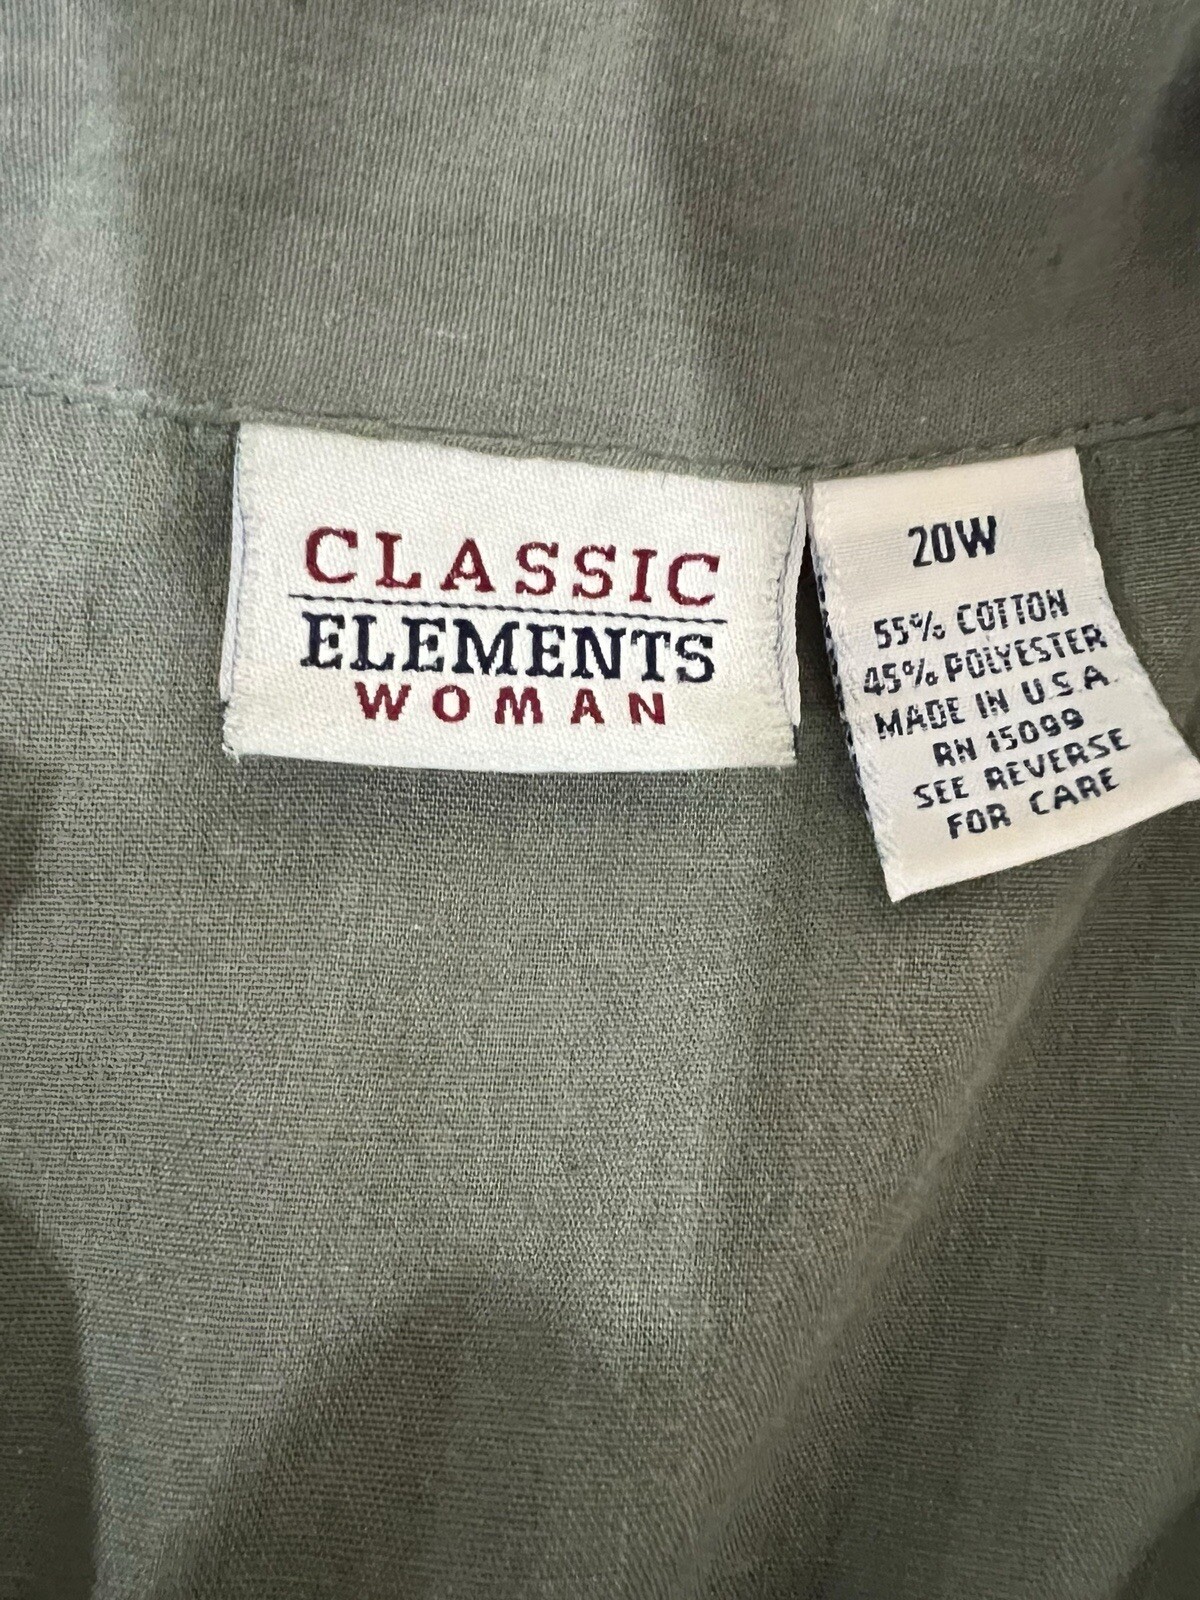 CLASSIC
ELEMENTS
WOMAN
20W
55% COTTON
45% POLYESTER
MADE IN U.S.A.
RN 15099
SEE REVERSE
FOR CARE